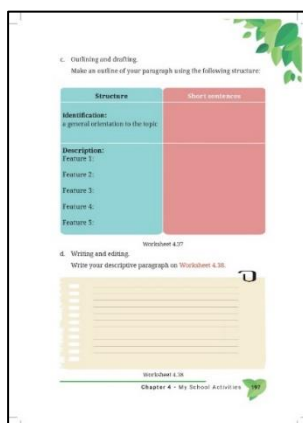 c. Outlining and drafting.
Make an outline of your paragraph using the following structure:
Structure
Short sentences
Identification:
a general orientation to the topic
Description:
Feature 1:
Feature 2:
Feature 3:
Feature 4:
Feature 5:
Worksheet 4.37
d. Writing and editing.
Write your descriptive paragraph on Worksheet 4.38.
Worksheet 4.38
Chapter 4 - My School Activities